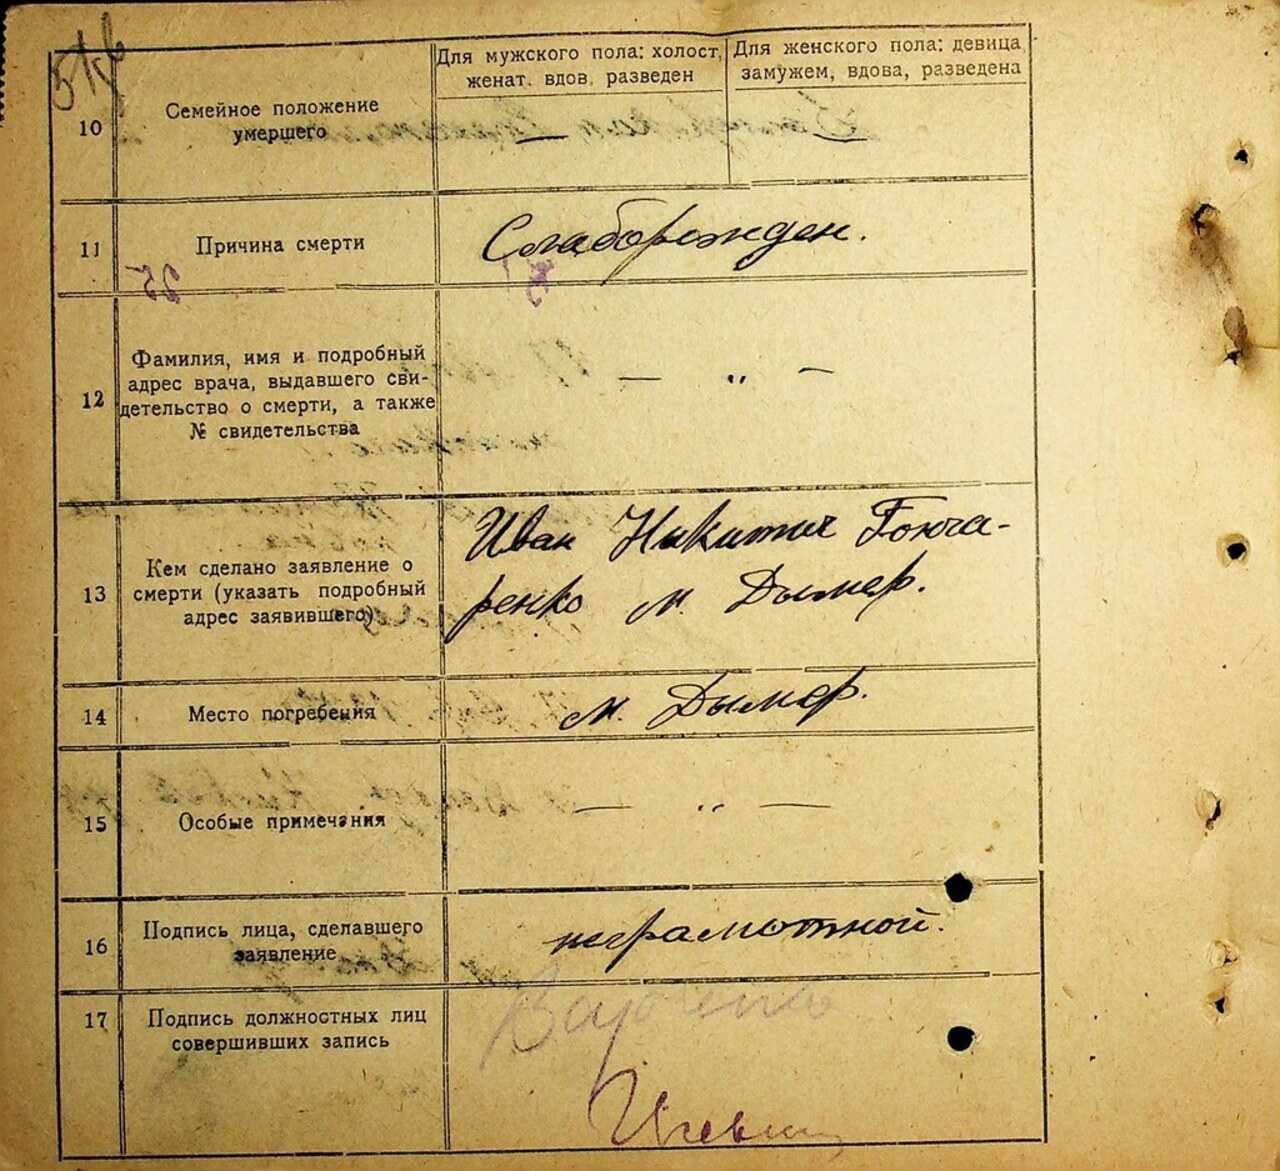 10
Семейное положение
умершего
Для мужского пола: холост,
женат. вдов. разведен
Для женского пола: девица,
замужем, вдова, разведена
— —
11
Причина смерти
Слаборожден.
12
Фамилия, имя и подробный
адрес врача, выдавшего сви-
детельство о смерти, а также
№ свидетельства
— " —
13
Кем сделано заявление о
смерти (указать подробный
адрес заявившего)
Иван Никитич Гонча-
ренко м. Дымер.
14
Место погребения
м. Дымер.
15
Особые примечания
— " —
16
Подпись лица, сделавшего
заявление
неграмотной.
17
Подпись должностных лиц
совершивших запись